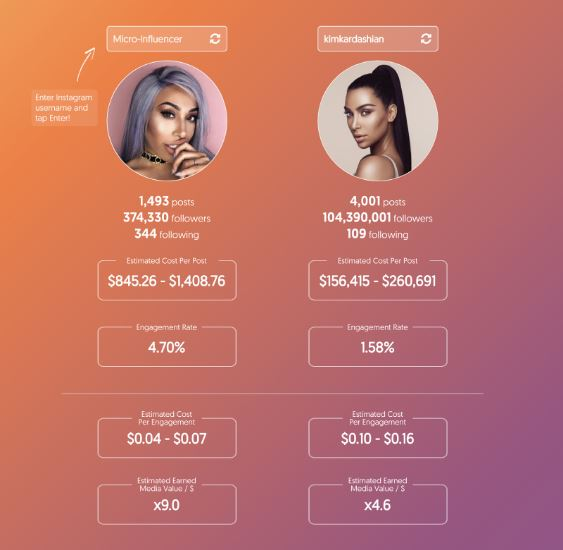 Micro-Influencer
kimkardashian
Enter Instagram
username and
tap Enter!
1,493 posts
374,330 followers
344 following
4,001 posts
104,390,001 followers
109 following
Estimated Cost Per Post
$845.26 - $1,408.76
Estimated Cost Per Post
$156,415 - $260,691
Engagement Rate
4.70%
Engagement Rate
1.58%
Estimated Cost
Per Engagement
$0.04 - $0.07
Estimated Cost
Per Engagement
$0.10 - $0.16
Estimated Earned
Media Value / $
x9.0
Estimated Earned
Media Value / $
x4.6